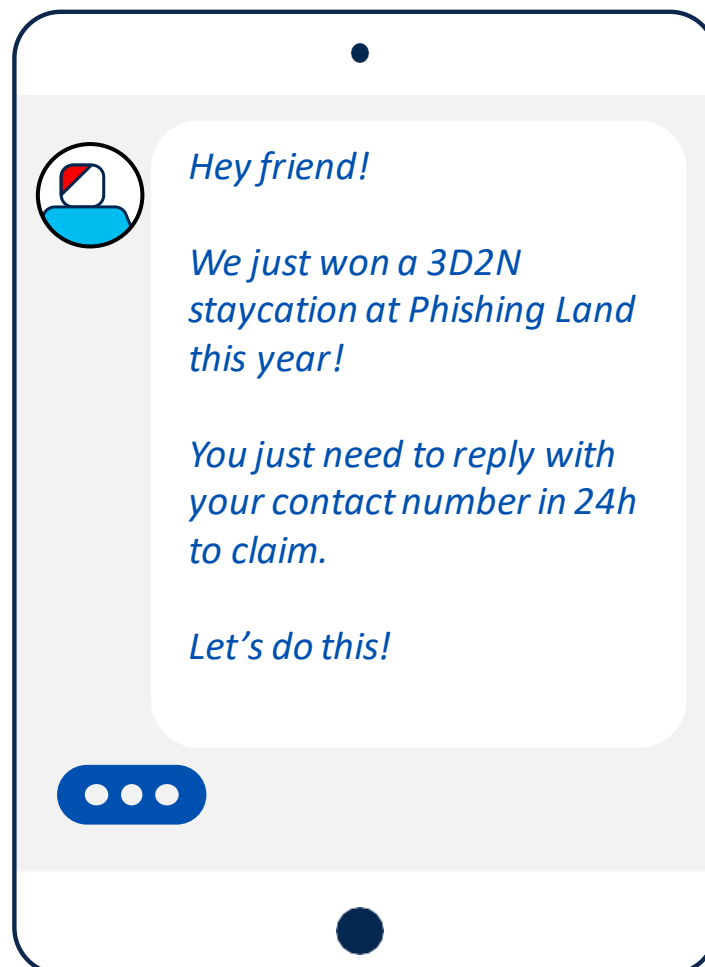 Hey friend!
We just won a 3D2N
staycation at Phishing Land
this year!
You just need to reply with
your contact number in 24h
to claim.
Let’s do this!